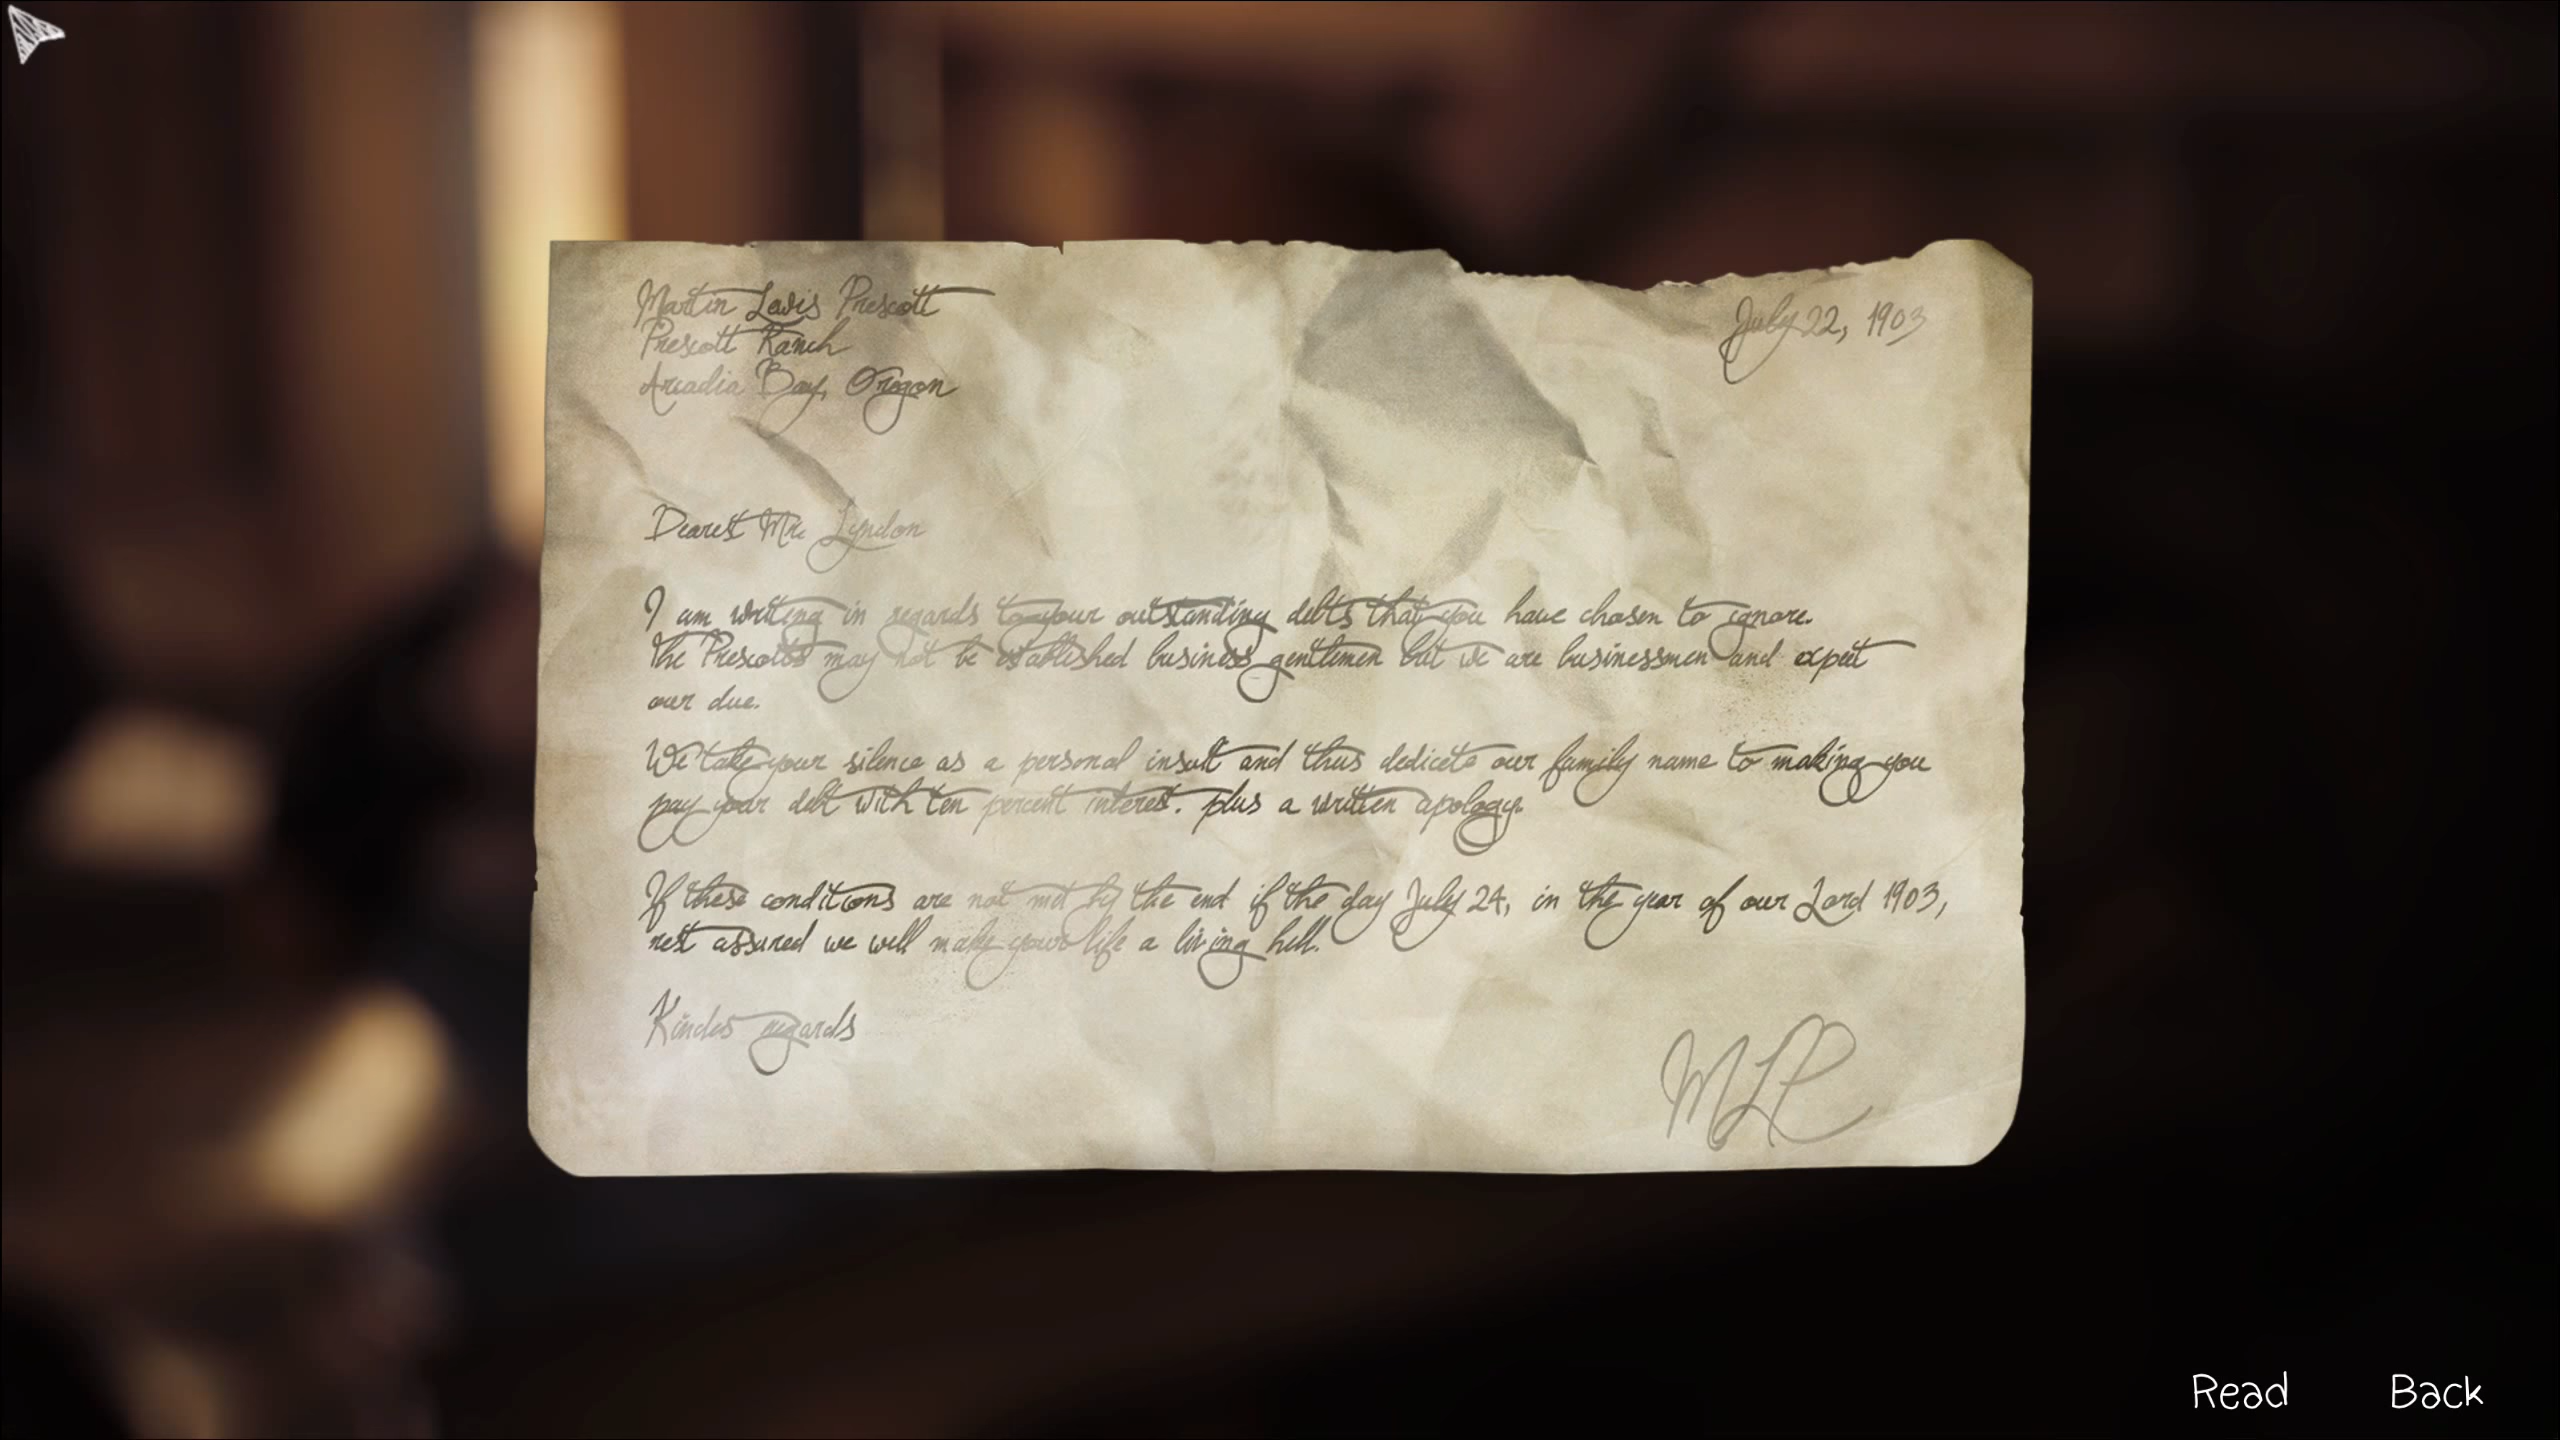 Martin Lewis Prescott
Prescott Ranch
Arcadia Bay, Oregon
July 22, 1903
Dearest Mr. Lyndon
I am writing in regards to your outstanding debts that you have chosen to ignore.
The Prescotts may not be established business gentlemen but we are businessmen and expect
our due.
We take your silence as a personal insult and thus dedicate our family name to making you
pay your debt with ten percent interest. plus a written apology.
If these conditions are not met by the end if the day July 24, in the year of our Lord 1903,
rest assured we will make your life a living hell.
Kindes regards
MLP
Read
Back